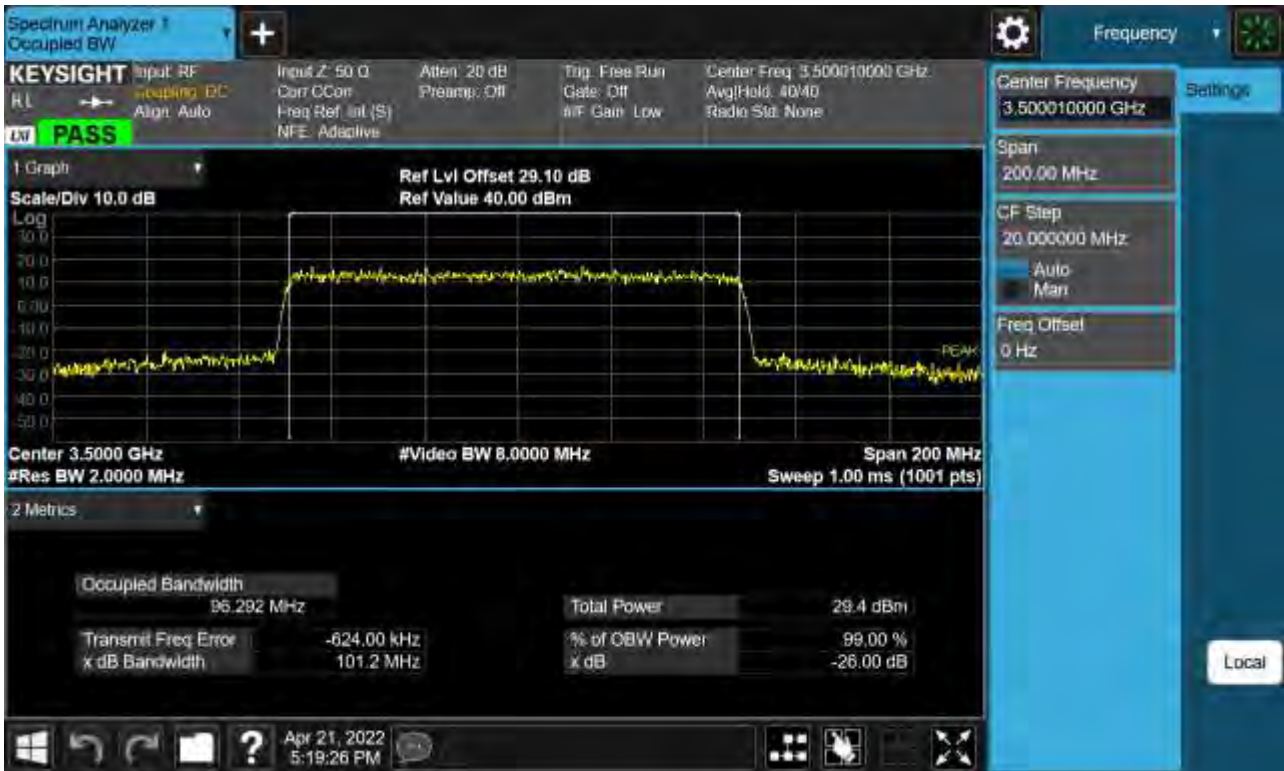 Spectrum Analyzer 1
Occupied BW
Frequency
KEYSIGHT
Input: RF
Coupling: DC
Align: Auto
Input Z: 50 Ω
Corr CCorr
Freq Ref: Int (S)
NFE: Adaptive
Atten: 20 dB
Preamp: Off
Trig: Free Run
Gate: Off
#IF Gain: Low
Center Freq: 3.500010000 GHz
Avg|Hold: 40/40
Radio Std: None
RL
LXI
PASS
Center Frequency
3.500010000 GHz
Settings
Span
200.00 MHz
CF Step
20.000000 MHz
Auto
Man
Freq Offset
0 Hz
1 Graph
Scale/Div 10.0 dB
Ref Lvl Offset 29.10 dB
Ref Value 40.00 dBm
Log
30.0
20.0
10.0
0.00
-10.0
-20.0
-30.0
-40.0
-50.0
PEAK
Center 3.5000 GHz
#Res BW 2.0000 MHz
#Video BW 8.0000 MHz
Span 200 MHz
Sweep 1.00 ms (1001 pts)
2 Metrics
Occupied Bandwidth
96.292 MHz
Transmit Freq Error -624.00 kHz
x dB Bandwidth 101.2 MHz
Total Power 29.4 dBm
% of OBW Power 99.00 %
x dB -26.00 dB
Local
?
Apr 21, 2022
5:19:26 PM